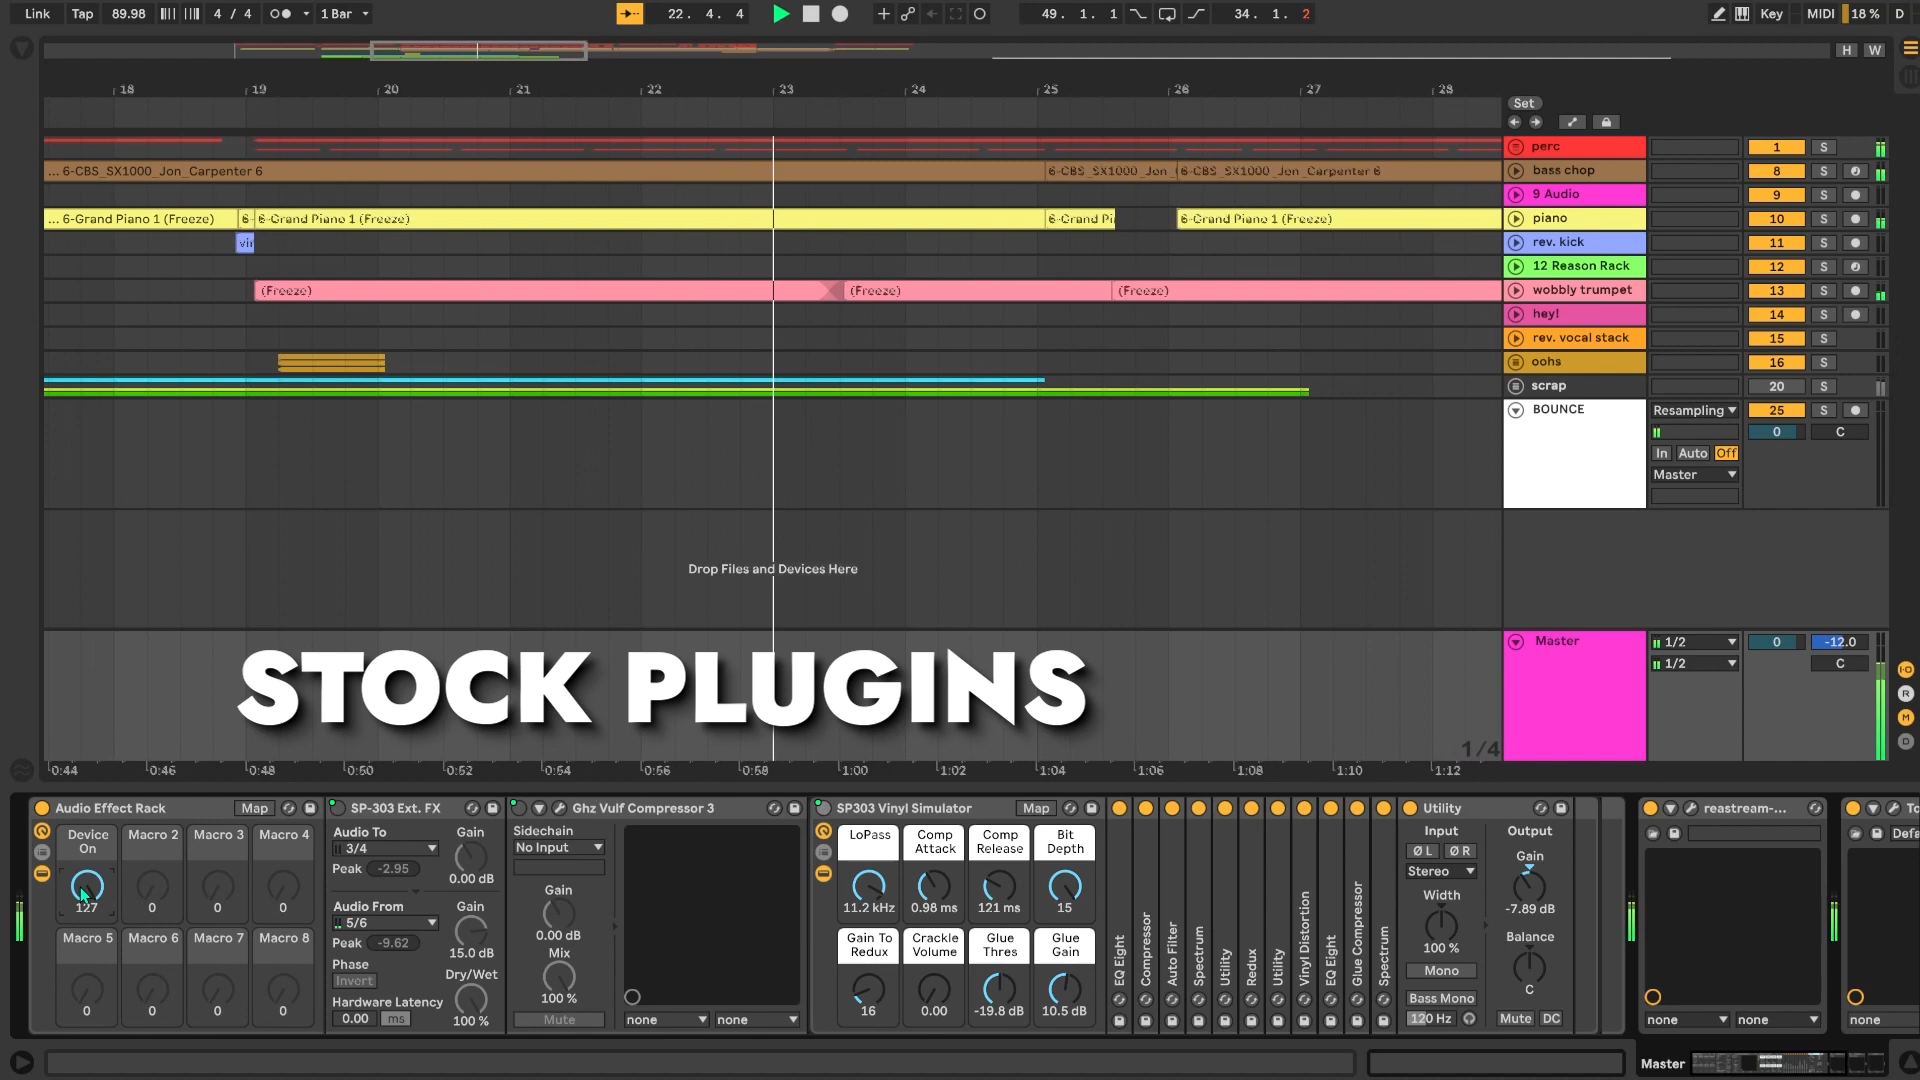 Link Tap 89.98 4 / 4 1 Bar 22. 4. 4 49. 1. 1 34. 1. 2 Key MIDI 18 % D
H W
18 19 20 21 22 23 24 25 26 27 28
Set
perc 1 S
... 6-CBS_SX1000_Jon_Carpenter 6 6-CBS_SX1000_Jon_ 6-CBS_SX1000_Jon_Carpenter 6 bass chop 8 S
9 Audio 9 S
... 6-Grand Piano 1 (Freeze) 6- 6-Grand Piano 1 (Freeze) 6-Grand Pi 6-Grand Piano 1 (Freeze) piano 10 S
vir rev. kick 11 S
12 Reason Rack 12 S
(Freeze) (Freeze) (Freeze) wobbly trumpet 13 S
hey! 14 S
rev. vocal stack 15 S
oohs 16 S
scrap 20 S
BOUNCE Resampling 25 S
0 C
In Auto Off
Master
Drop Files and Devices Here
Master 1/2 0 -12.0
1/2 C
STOCK PLUGINS
1/4
0:44 0:46 0:48 0:50 0:52 0:54 0:56 0:58 1:00 1:02 1:04 1:06 1:08 1:10 1:12
R
M
D
Audio Effect Rack Map
Device On Macro 2 Macro 3 Macro 4
127 0 0 0
Macro 5 Macro 6 Macro 7 Macro 8
0 0 0 0
SP-303 Ext. FX
Audio To Gain
3/4
Peak -2.95 0.00 dB
Audio From Gain
5/6
Peak -9.62 15.0 dB
Phase
Invert Dry/Wet
Hardware Latency
0.00 ms 100 %
Ghz Vulf Compressor 3
Sidechain
No Input
Gain
0.00 dB
Mix
100 %
Mute none none
SP303 Vinyl Simulator Map
LoPass Comp Attack Comp Release Bit Depth
11.2 kHz 0.98 ms 121 ms 15
Gain To Redux Crackle Volume Glue Thres Glue Gain
16 0.00 -19.8 dB 10.5 dB
EQ Eight
Compressor
Auto Filter
Spectrum
Utility
Redux
Utility
Vinyl Distortion
EQ Eight
Glue Compressor
Spectrum
Utility
Input Output
Ø L Ø R Gain
Stereo
Width -7.89 dB
100 % Balance
Mono
Bass Mono C
120 Hz Mute DC
reastream-...
none none
To
Defa
none
Master